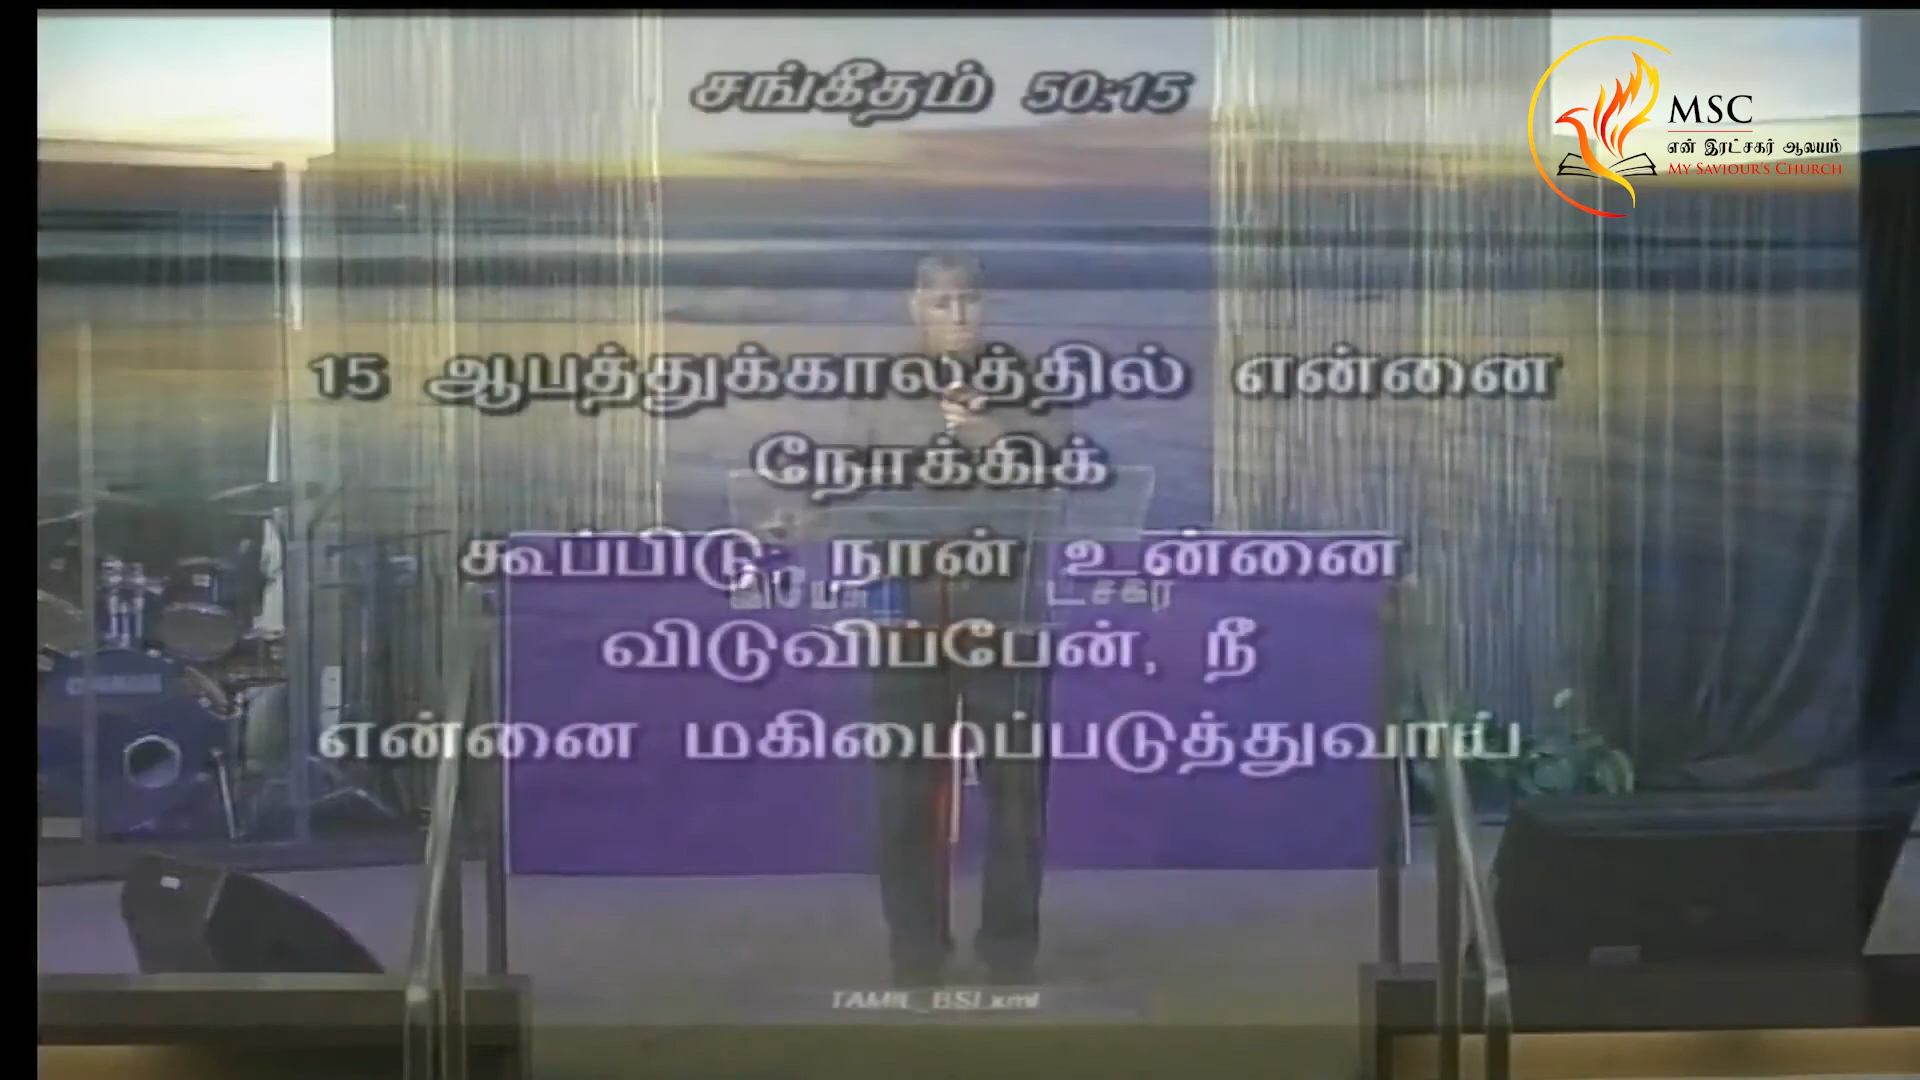 சங்கீதம் 50:15
MSC
என் இரட்சகர் ஆலயம்
MY SAVIOUR'S CHURCH
15 ஆபத்துக்காலத்தில் என்னை
நோக்கிக்
கூப்பிடு; நான் உன்னை
விடுவிப்பேன், நீ
என்னை மகிமைப்படுத்துவாய்
YAMAHA
TAMIL_BSI.xml